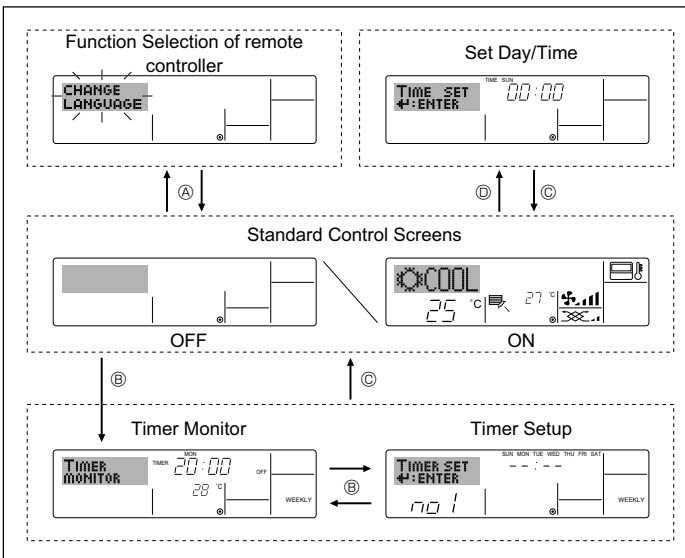 Function Selection of remote
controller
CHANGE
LANGUAGE
Set Day/Time
TIME SUN
TIME SET 00:00
↵:ENTER
Ⓐ
Ⓓ
Ⓒ
Standard Control Screens
COOL
25 °C 27 °C
OFF
ON
Ⓑ
Ⓒ
Timer Monitor
MON
TIMER TIMER 20:00 OFF
MONITOR
28 °C
WEEKLY
Ⓑ
Timer Setup
SUN MON TUE WED THU FRI SAT
TIMER SET --:--
↵:ENTER
no 1
WEEKLY